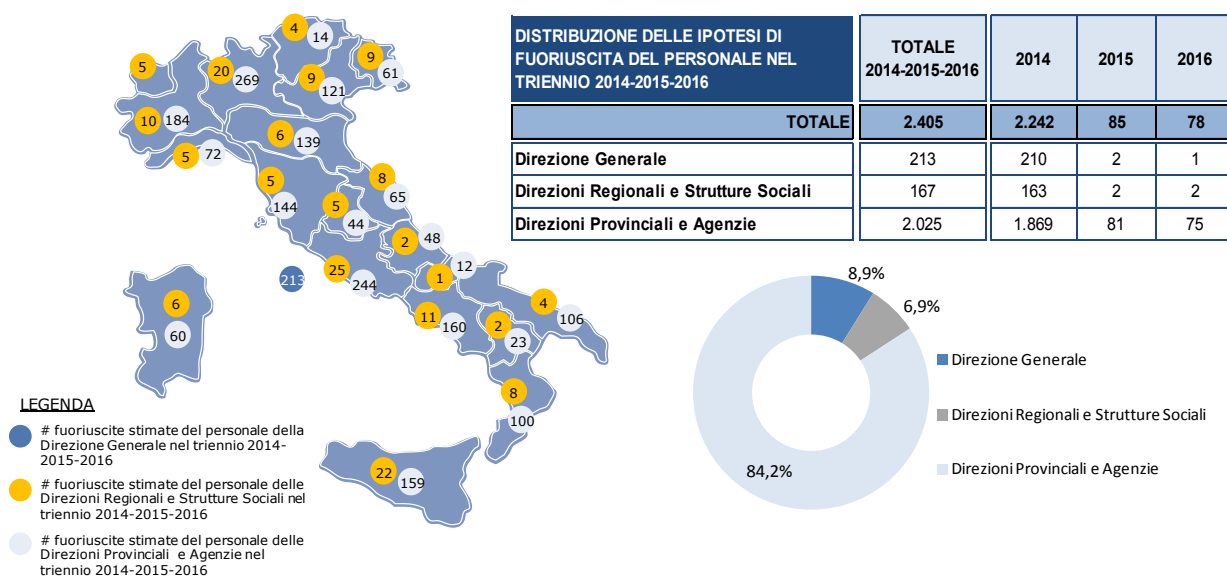 4
14
9
61
5
20
269
9
121
10
184
6
139
5
72
5
144
8
65
5
44
2
48
25
244
213
1
12
11
160
4
106
2
23
6
60
8
100
22
159
LEGENDA
# fuoriuscite stimate del personale della
Direzione Generale nel triennio 2014-
2015-2016
# fuoriuscite stimate del personale delle
Direzioni Regionali e Strutture Sociali nel
triennio 2014-2015-2016
# fuoriuscite stimate del personale delle
Direzioni Provinciali e Agenzie nel
triennio 2014-2015-2016
DISTRIBUZIONE DELLE IPOTESI DI
FUORIUSCITA DEL PERSONALE NEL
TRIENNIO 2014-2015-2016
TOTALE
2014-2015-2016
2014 2015 2016
TOTALE 2.405 2.242 85 78
Direzione Generale 213 210 2 1
Direzioni Regionali e Strutture Sociali 167 163 2 2
Direzioni Provinciali e Agenzie 2.025 1.869 81 75
8,9%
6,9%
84,2%
Direzione Generale
Direzioni Regionali e Strutture Sociali
Direzioni Provinciali e Agenzie